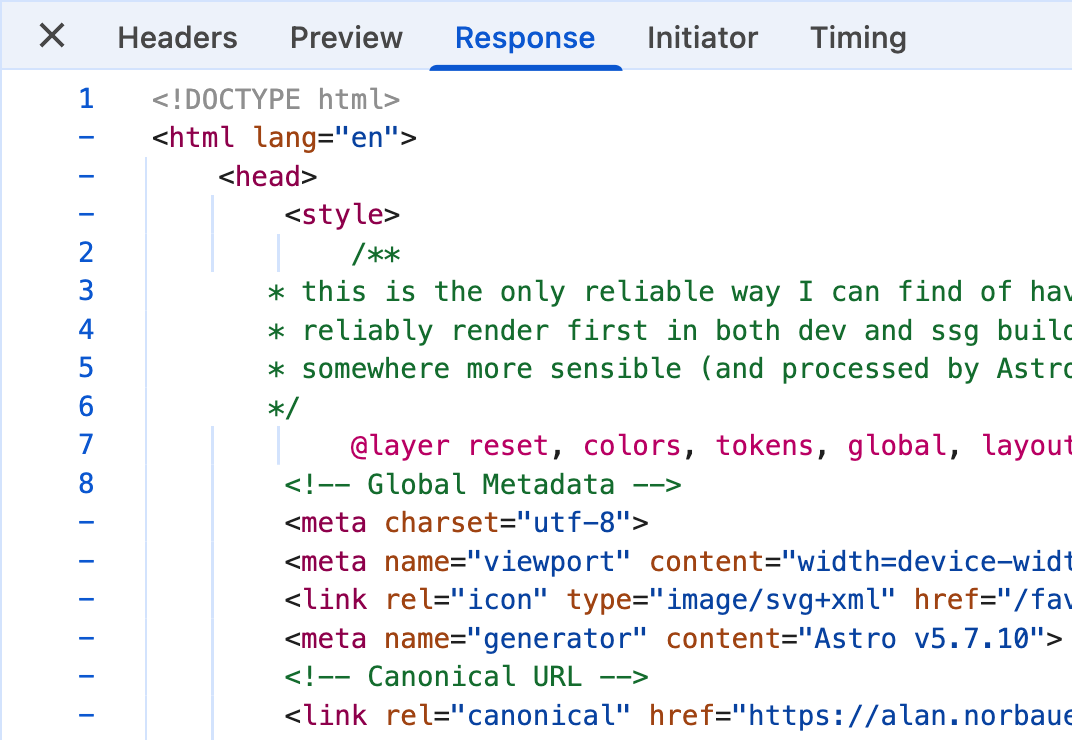 Headers Preview Response Initiator Timing
1 <!DOCTYPE html>
– <html lang="en">
– <head>
– <style>
2 /**
3 * this is the only reliable way I can find of hav
4 * reliably render first in both dev and ssg build
5 * somewhere more sensible (and processed by Astro
6 */
7 @layer reset, colors, tokens, global, layout
8 <!-- Global Metadata -->
– <meta charset="utf-8">
– <meta name="viewport" content="width=device-widt
– <link rel="icon" type="image/svg+xml" href="/fav
– <meta name="generator" content="Astro v5.7.10">
– <!-- Canonical URL -->
– <link rel="canonical" href="https://alan.norbaue